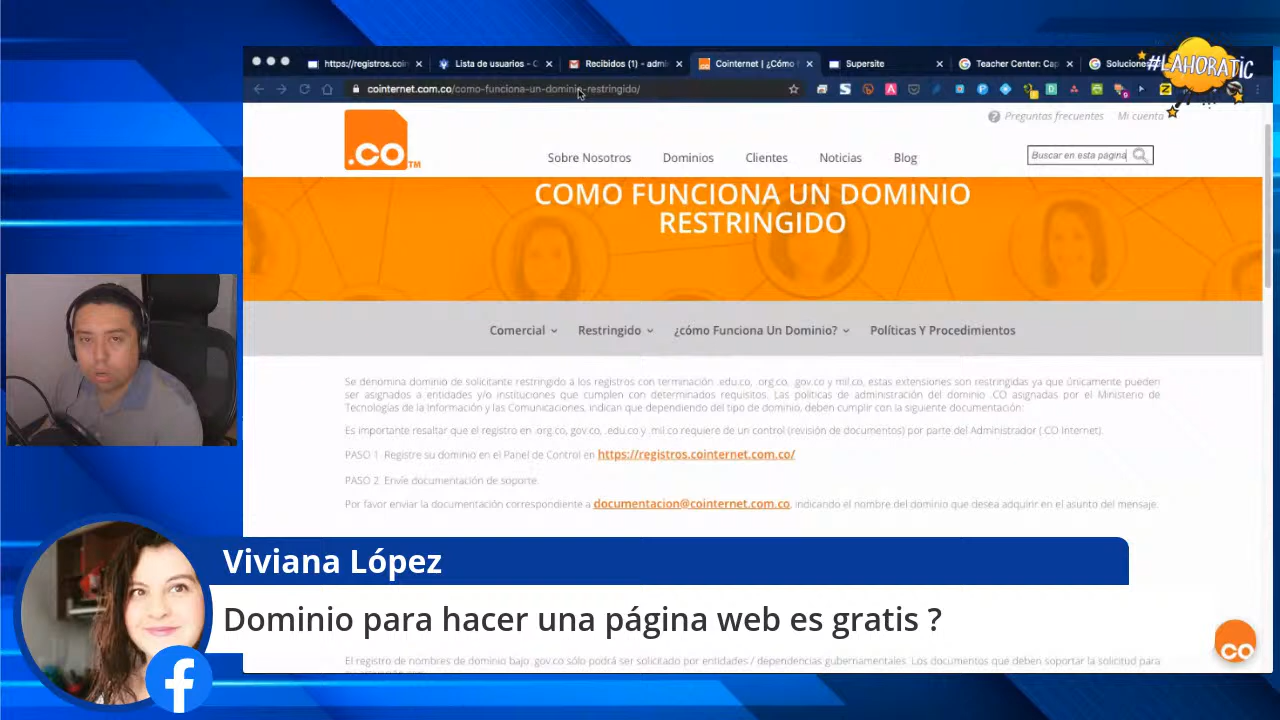 https://registros.coin
Lista de usuarios - C
Recibidos (1) - admi
Cointernet | ¿Cómo
Supersite
Teacher Center: Cap
Soluciones
#LAHORATIC
cointernet.com.co/como-funciona-un-dominio-restringido/
Preguntas frecuentes
Mi cuenta
.CO™
Sobre Nosotros
Dominios
Clientes
Noticias
Blog
Buscar en esta página
COMO FUNCIONA UN DOMINIO
RESTRINGIDO
Comercial
Restringido
¿cómo Funciona Un Dominio?
Políticas Y Procedimientos
Se denomina dominio de solicitante restringido a los registros con terminación .edu.co, .org.co, .gov.co y mil.co, estas extensiones son restringidas ya que únicamente pueden
ser asignados a entidades y/o instituciones que cumplen con determinados requisitos. Las políticas de administración del dominio .CO asignadas por el Ministerio de
Tecnologías de la Información y las Comunicaciones, indican que dependiendo del tipo de dominio, deben cumplir con la siguiente documentación:
Es importante resaltar que el registro en .org.co, gov.co, .edu.co y .mil.co requiere de un control (revisión de documentos) por parte del Administrador (.CO Internet).
PASO 1 Registre su dominio en el Panel de Control en https://registros.cointernet.com.co/
PASO 2 Envíe documentación de soporte.
Por favor enviar la documentación correspondiente a documentacion@cointernet.com.co, indicando el nombre del dominio que desea adquirir en el asunto del mensaje.
Viviana López
Dominio para hacer una página web es gratis ?
f
CO
El registro de nombres de dominio bajo .gov.co sólo podrá ser solicitado por entidades / dependencias gubernamentales. Los documentos que deben soportar la solicitud para